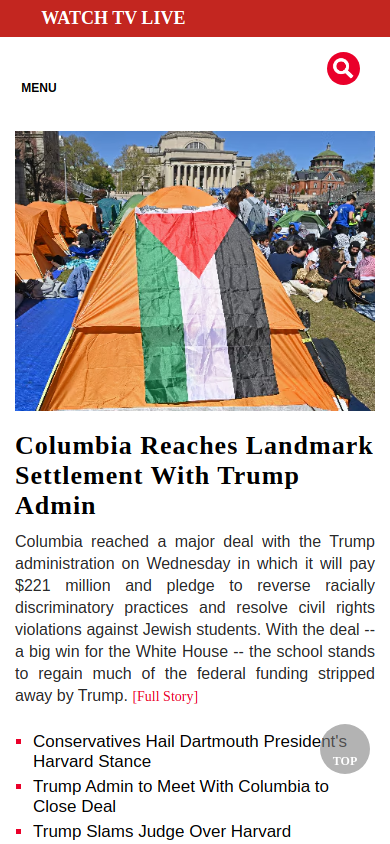 WATCH TV LIVE
MENU
Columbia Reaches Landmark
Settlement With Trump
Admin
Columbia reached a major deal with the Trump
administration on Wednesday in which it will pay
$221 million and pledge to reverse racially
discriminatory practices and resolve civil rights
violations against Jewish students. With the deal --
a big win for the White House -- the school stands
to regain much of the federal funding stripped
away by Trump. [Full Story]
Conservatives Hail Dartmouth President's
Harvard Stance
TOP
Trump Admin to Meet With Columbia to
Close Deal
Trump Slams Judge Over Harvard